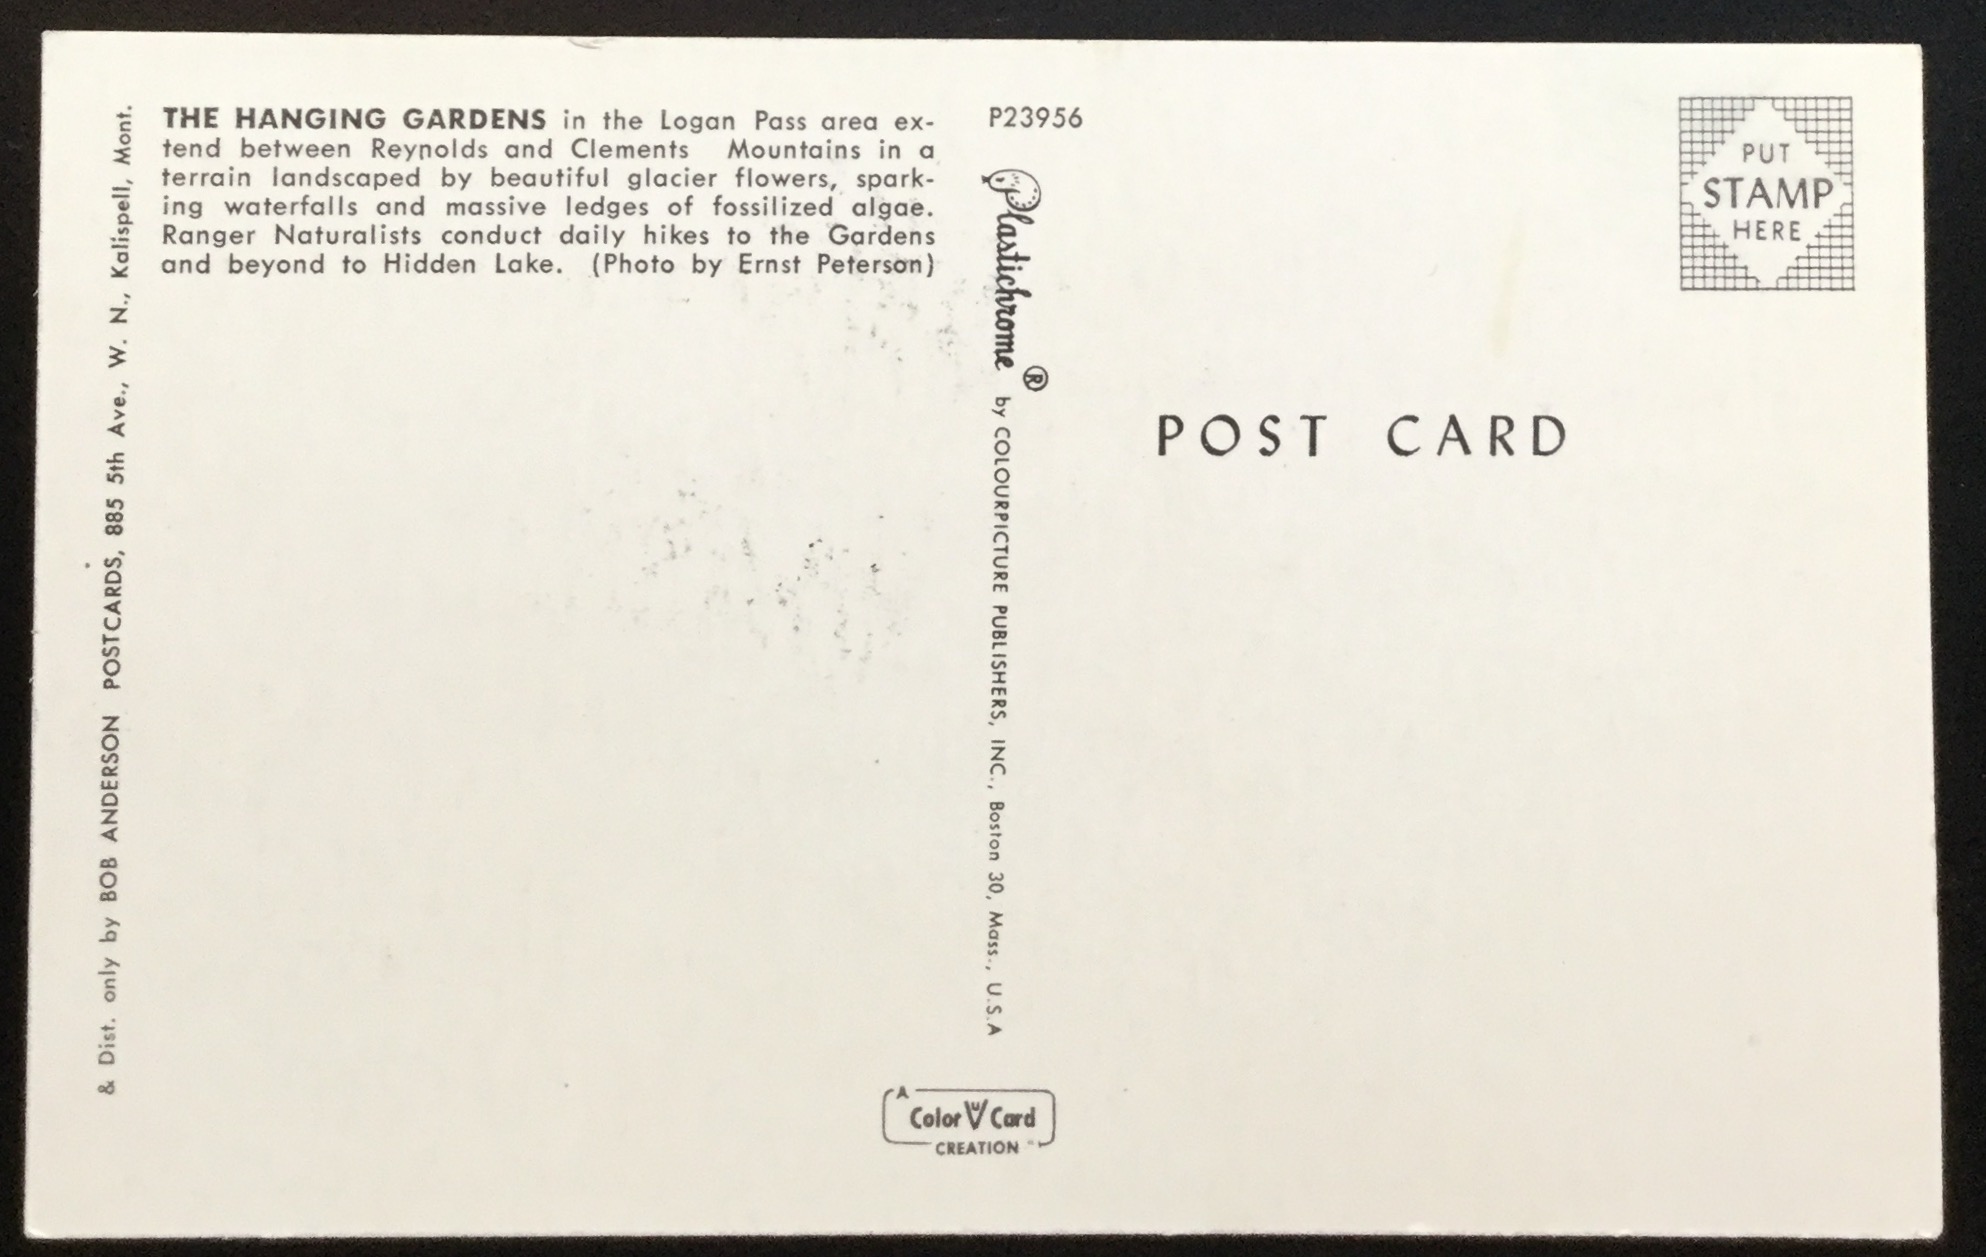 THE HANGING GARDENS in the Logan Pass area ex-
tend between Reynolds and Clements Mountains in a
terrain landscaped by beautiful glacier flowers, spark-
ing waterfalls and massive ledges of fossilized algae.
Ranger Naturalists conduct daily hikes to the Gardens
and beyond to Hidden Lake. (Photo by Ernst Peterson)
& Dist. only by BOB ANDERSON POSTCARDS, 885 5th Ave., W. N., Kalispell, Mont.
P23956
Plastichrome ® by COLOURPICTURE PUBLISHERS, INC., Boston 30, Mass., U.S.A
A
Color W Card
CREATION
PUT
STAMP
HERE
POST CARD